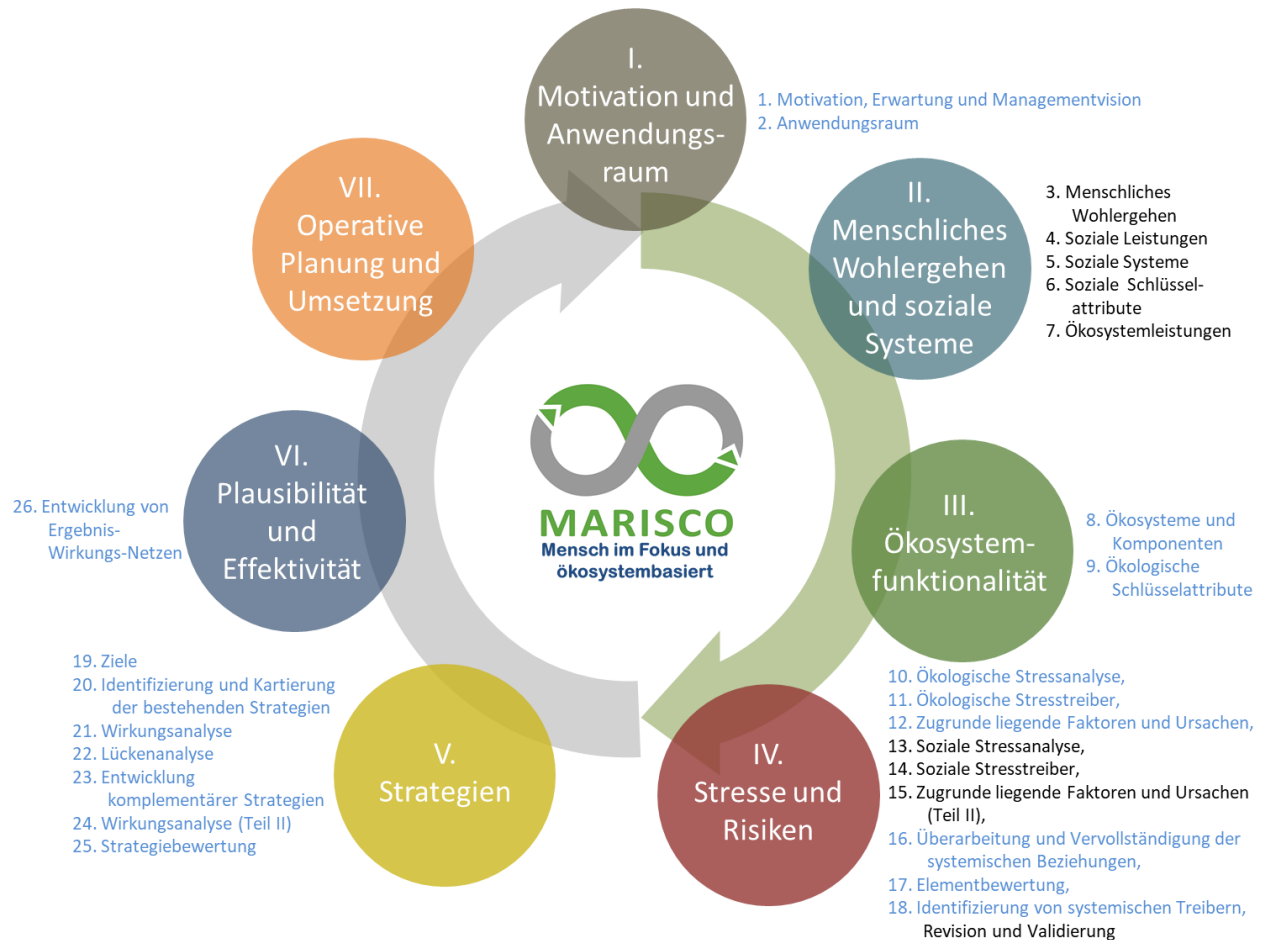 I.
Motivation und
Anwendungs-
raum
1. Motivation, Erwartung und Managementvision
2. Anwendungsraum
II.
Menschliches
Wohlergehen
und soziale
Systeme
3. Menschliches
Wohlergehen
4. Soziale Leistungen
5. Soziale Systeme
6. Soziale Schlüssel-
attribute
7. Ökosystemleistungen
III.
Ökosystem-
funktionalität
8. Ökosysteme und
Komponenten
9. Ökologische
Schlüsselattribute
IV.
Stresse und
Risiken
10. Ökologische Stressanalyse,
11. Ökologische Stresstreiber,
12. Zugrunde liegende Faktoren und Ursachen,
13. Soziale Stressanalyse,
14. Soziale Stresstreiber,
15. Zugrunde liegende Faktoren und Ursachen
(Teil II),
16. Überarbeitung und Vervollständigung der
systemischen Beziehungen,
17. Elementbewertung,
18. Identifizierung von systemischen Treibern,
Revision und Validierung
V.
Strategien
19. Ziele
20. Identifizierung und Kartierung
der bestehenden Strategien
21. Wirkungsanalyse
22. Lückenanalyse
23. Entwicklung
komplementärer Strategien
24. Wirkungsanalyse (Teil II)
25. Strategiebewertung
VI.
Plausibilität
und
Effektivität
26. Entwicklung von
Ergebnis-
Wirkungs-Netzen
VII.
Operative
Planung und
Umsetzung
MARISCO
Mensch im Fokus und
ökosystembasiert